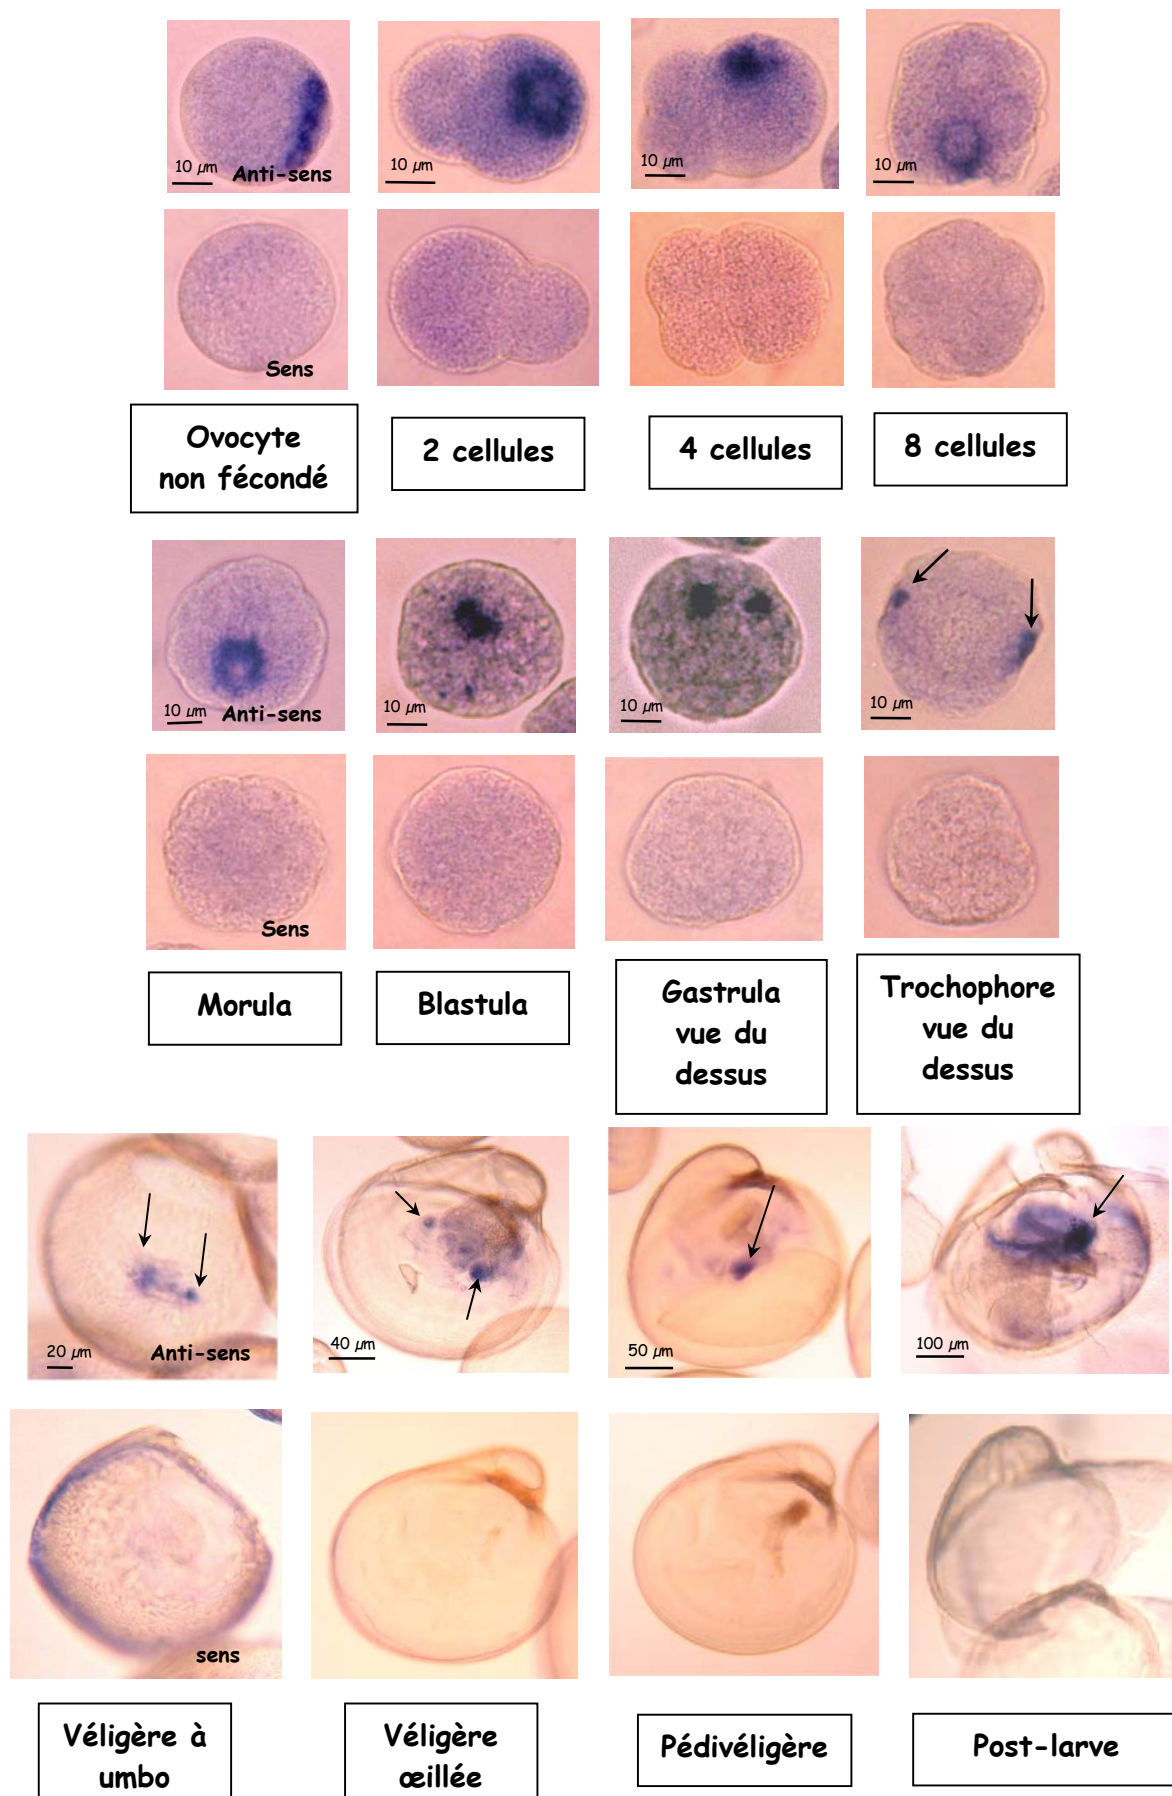 10 µm
Anti-sens
10 µm
10 µm
10 µm
Sens
Ovocyte
non fécondé
2 cellules
4 cellules
8 cellules
10 µm
Anti-sens
10 µm
10 µm
10 µm
Sens
Morula
Blastula
Gastrula
vue du
dessus
Trochophore
vue du
dessus
20 µm
Anti-sens
40 µm
50 µm
100 µm
sens
Véligère à
umbo
Véligère
œillée
Pédivéligère
Post-larve